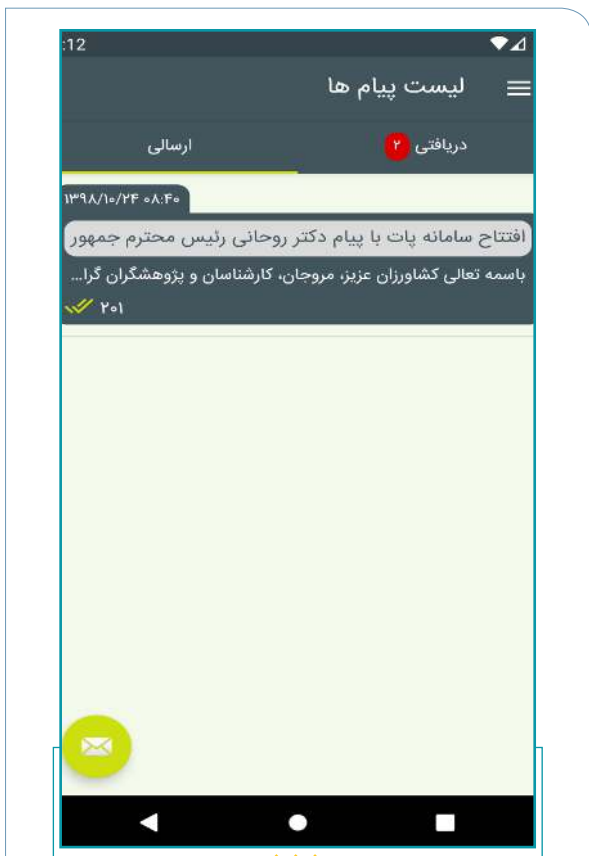 :12
لیست پیام ها
دریافتی ۲
ارسالی
۱۳۹۸/۱۰/۲۴ ۰۸:۴۰
افتتاح سامانه پات با پیام دکتر روحانی رئیس محترم جمهور
باسمه تعالی کشاورزان عزیز، مروجان، کارشناسان و پژوهشگران گرا...
۲۰۱